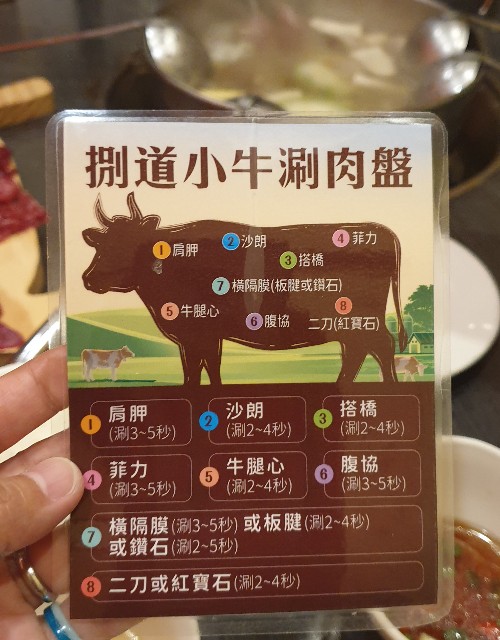 捌道小牛涮肉盤
1 肩胛
2 沙朗
4 菲力
3 搭橋
7 橫隔膜(板腱或鑽石)
5 牛腿心
6 腹協
8
二刀(紅寶石)
1 肩胛
(涮3~5秒)
2 沙朗
(涮2~4秒)
3 搭橋
(涮2~4秒)
4 菲力
(涮3~5秒)
5 牛腿心
(涮2~4秒)
6 腹協
(涮3~5秒)
7 橫隔膜(涮3~5秒) 或板腱(涮2~4秒)
或鑽石(涮2~5秒)
8 二刀或紅寶石(涮2~4秒)